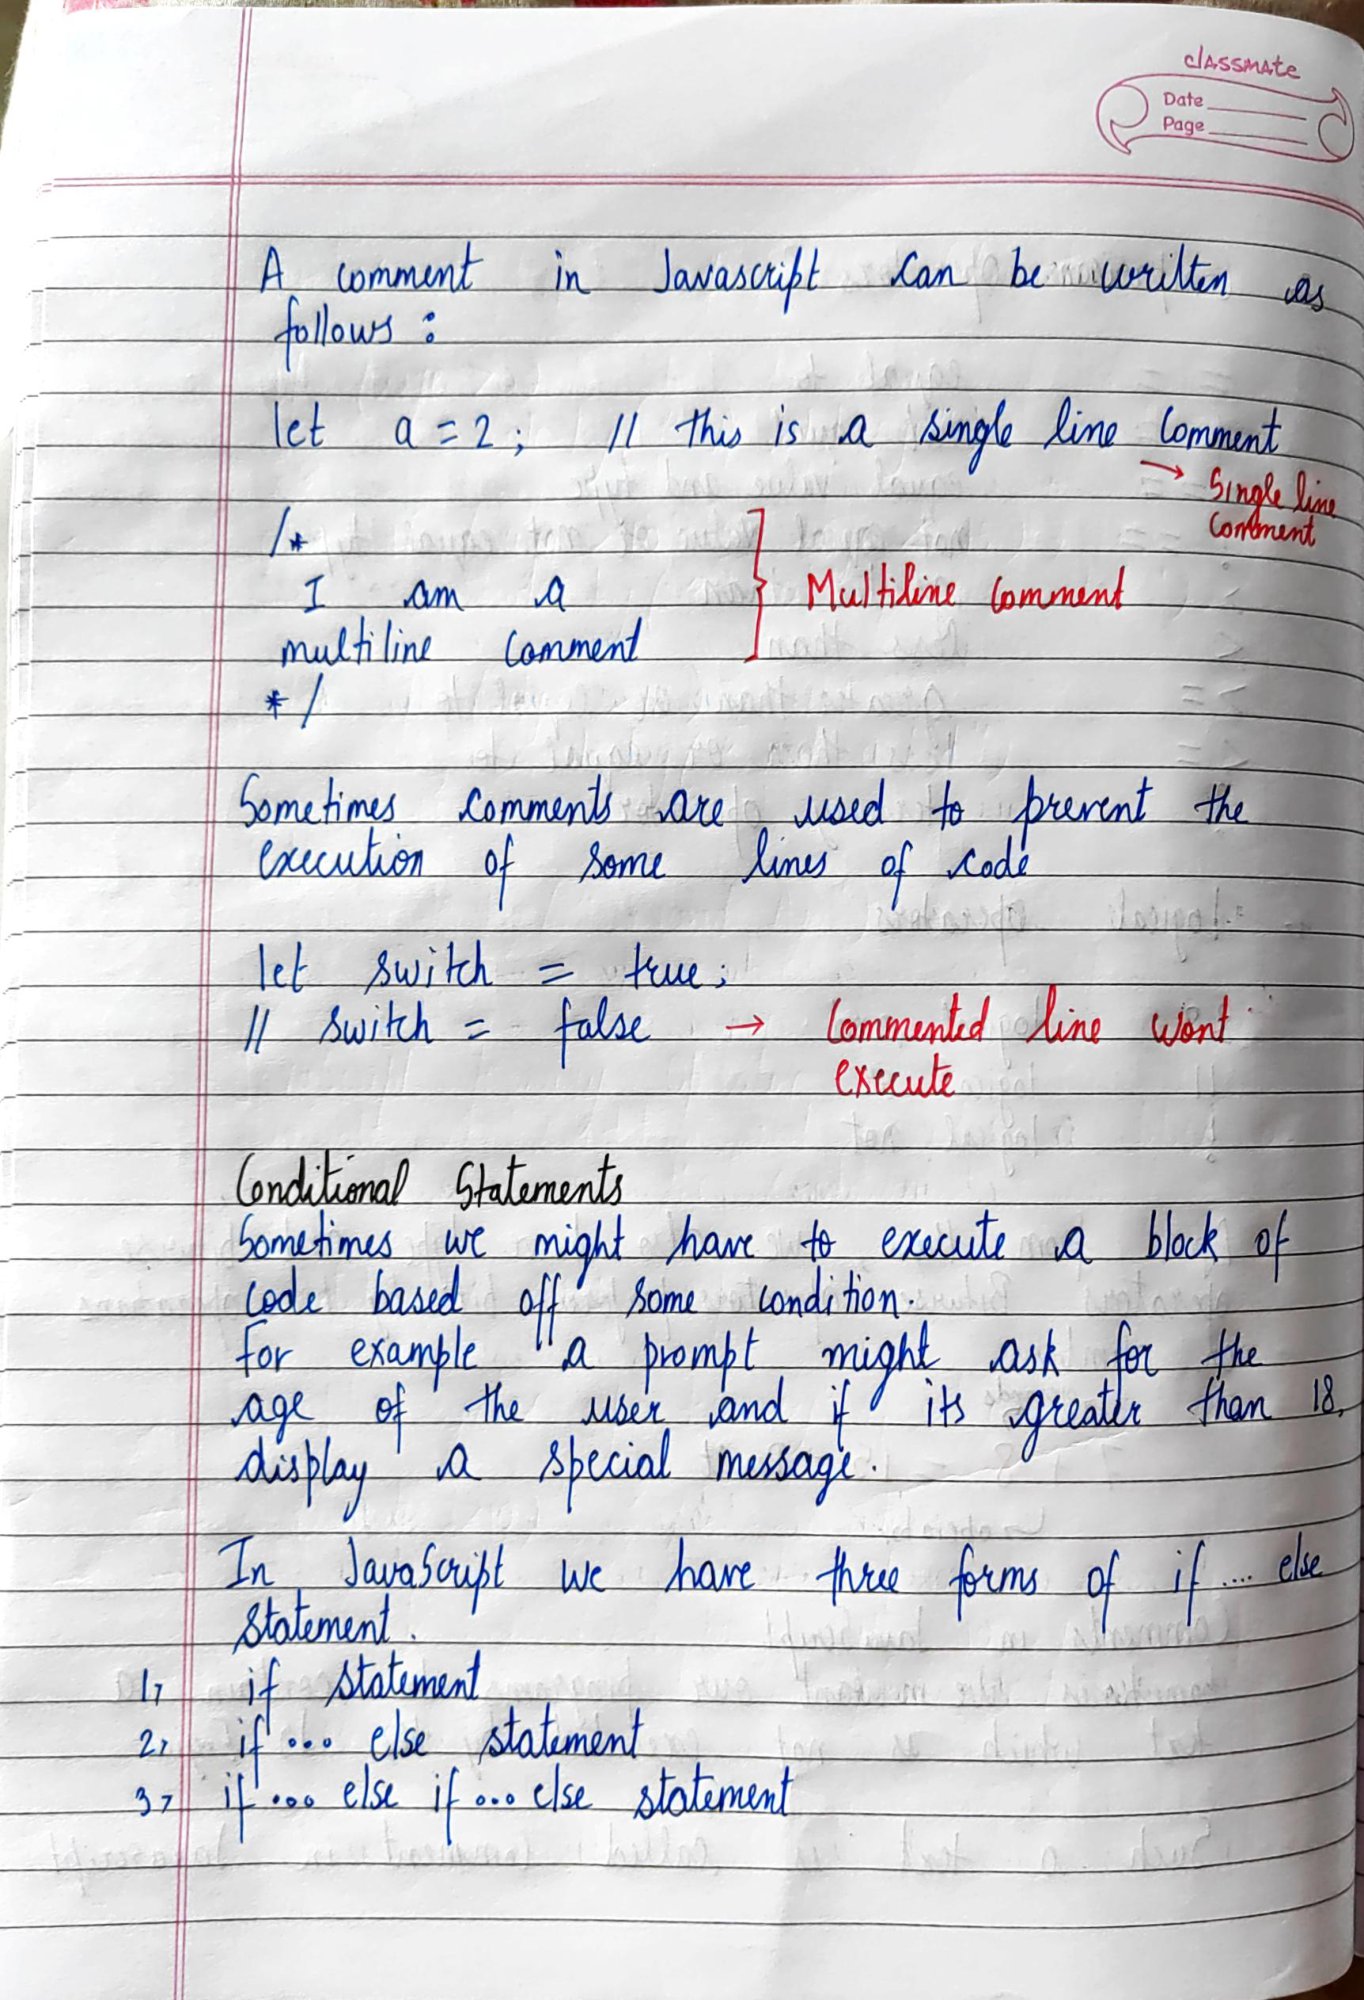 classmate
Date
Page
A comment in Javascript can be written as
follows :
let a = 2 ; // this is a single line comment
→ Single line
comment
/*
I am a
multiline comment
*/
} Multiline comment
Sometimes comments are used to prevent the
execution of some lines of code
let switch = true;
// switch = false → Commented line wont
execute
Conditional Statements
Sometimes we might have to execute a block of
code based off some condition.
For example a prompt might ask for the
age of the user and if its greater than 18,
display a special message.
In JavaScript we have three forms of if .... else
statement.
1, if statement
2, if ... else statement
3, if ... else if ... else statement